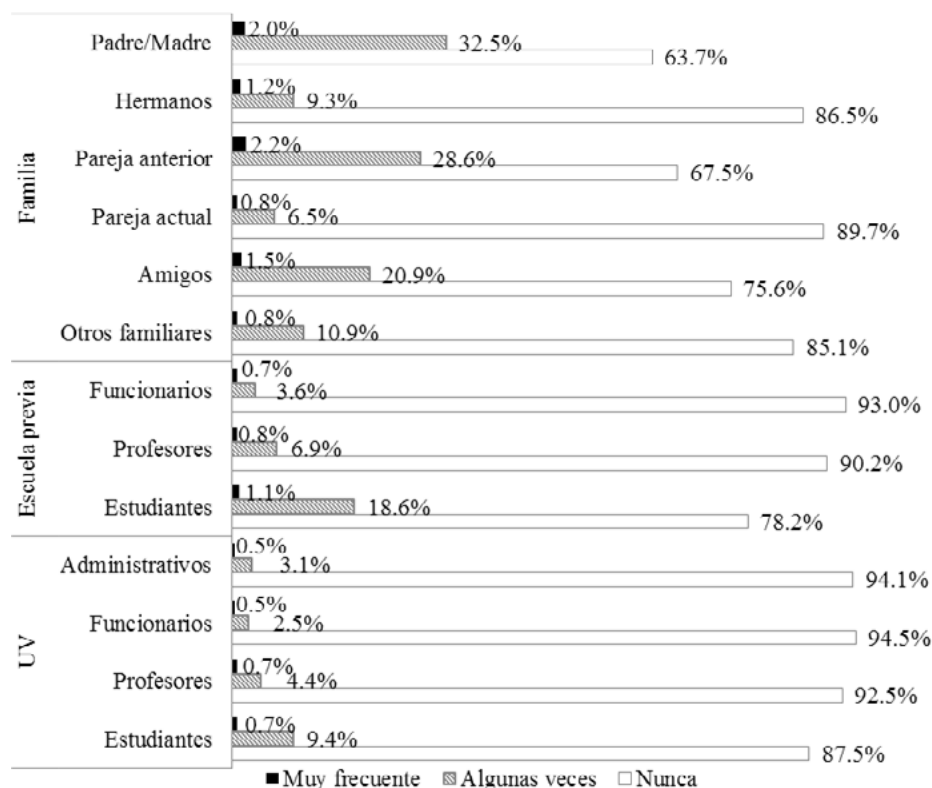 Familia
Padre/Madre
2.0%
32.5%
63.7%
Hermanos
1.2%
9.3%
86.5%
Pareja anterior
2.2%
28.6%
67.5%
Pareja actual
0.8%
6.5%
89.7%
Amigos
1.5%
20.9%
75.6%
Otros familiares
0.8%
10.9%
85.1%
Escuela previa
Funcionarios
0.7%
3.6%
93.0%
Profesores
0.8%
6.9%
90.2%
Estudiantes
1.1%
18.6%
78.2%
UV
Administrativos
0.5%
3.1%
94.1%
Funcionarios
0.5%
2.5%
94.5%
Profesores
0.7%
4.4%
92.5%
Estudiantes
0.7%
9.4%
87.5%
Muy frecuente Algunas veces Nunca